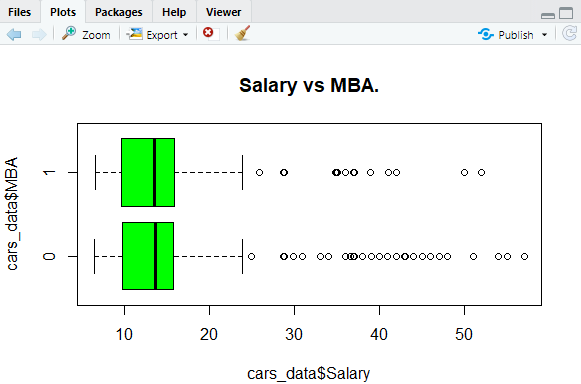 Files Plots Packages Help Viewer
Zoom Export Publish
Salary vs MBA.
cars_data$MBA
1
0
10 20 30 40 50
cars_data$Salary